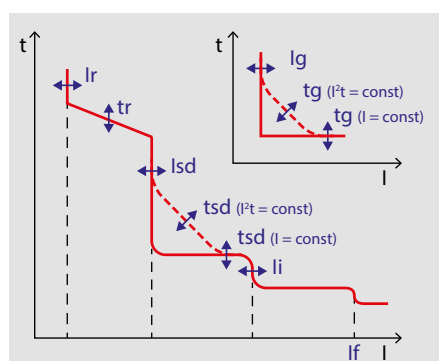 t
Ir
tr
Isd
tsd (I²t = const)
tsd (I = const)
Ii
If
I
t
Ig
tg (I²t = const)
tg (I = const)
I